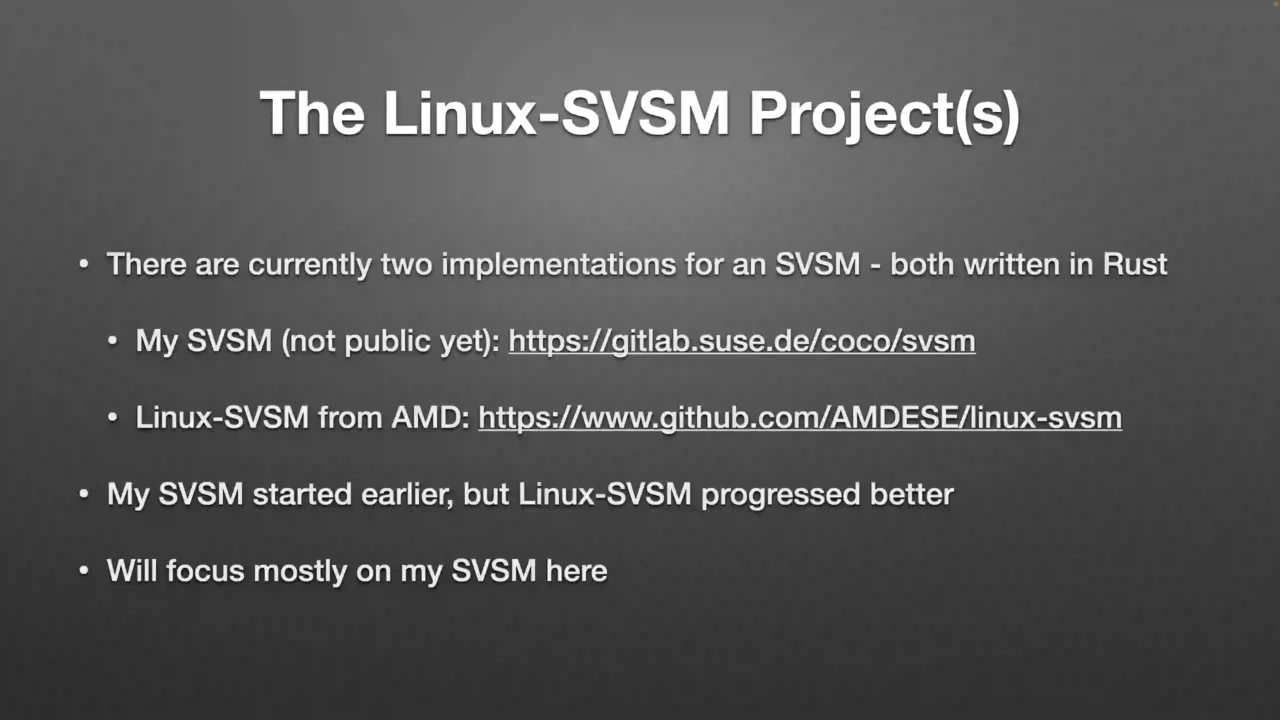 The Linux-SVSM Project(s)
• There are currently two implementations for an SVSM - both written in Rust
• My SVSM (not public yet): https://gitlab.suse.de/coco/svsm
• Linux-SVSM from AMD: https://www.github.com/AMDESE/linux-svsm
• My SVSM started earlier, but Linux-SVSM progressed better
• Will focus mostly on my SVSM here